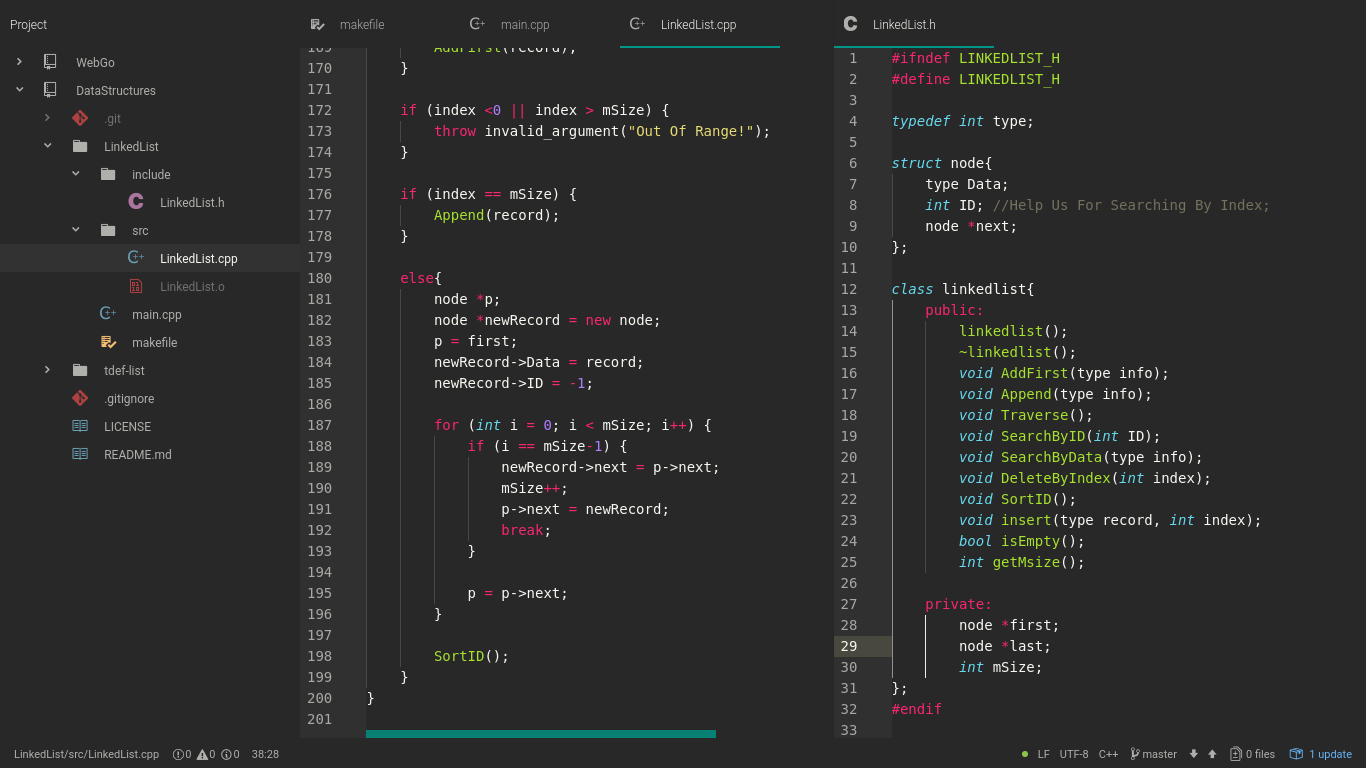 Project
WebGo
DataStructures
.git
LinkedList
include
LinkedList.h
src
LinkedList.cpp
LinkedList.o
main.cpp
makefile
tdef-list
.gitignore
LICENSE
README.md
makefile
main.cpp
LinkedList.cpp
169 AddFirst(record);
170 }
171
172 if (index <0 || index > mSize) {
173 throw invalid_argument("Out Of Range!");
174 }
175
176 if (index == mSize) {
177 Append(record);
178 }
179
180 else{
181 node *p;
182 node *newRecord = new node;
183 p = first;
184 newRecord->Data = record;
185 newRecord->ID = -1;
186
187 for (int i = 0; i < mSize; i++) {
188 if (i == mSize-1) {
189 newRecord->next = p->next;
190 mSize++;
191 p->next = newRecord;
192 break;
193 }
194
195 p = p->next;
196 }
197
198 SortID();
199 }
200 }
201
LinkedList.h
1 #ifndef LINKEDLIST_H
2 #define LINKEDLIST_H
3
4 typedef int type;
5
6 struct node{
7 type Data;
8 int ID; //Help Us For Searching By Index;
9 node *next;
10 };
11
12 class linkedlist{
13 public:
14 linkedlist();
15 ~linkedlist();
16 void AddFirst(type info);
17 void Append(type info);
18 void Traverse();
19 void SearchByID(int ID);
20 void SearchByData(type info);
21 void DeleteByIndex(int index);
22 void SortID();
23 void insert(type record, int index);
24 bool isEmpty();
25 int getMsize();
26
27 private:
28 node *first;
29 node *last;
30 int mSize;
31 };
32 #endif
33
LinkedList/src/LinkedList.cpp 0 0 0 38:28 LF UTF-8 C++ master 0 files 1 update